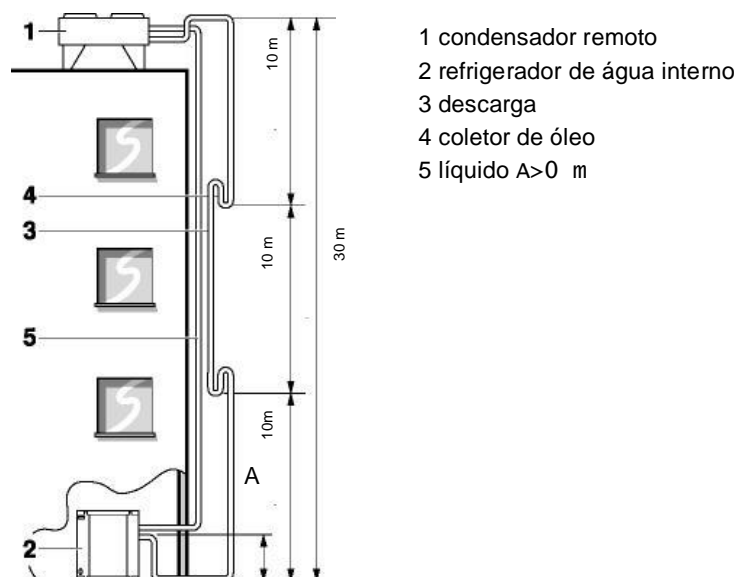 1
10 m
4
3
10 m
30 m
5
10m
A
2
1 condensador remoto
2 refrigerador de água interno
3 descarga
4 coletor de óleo
5 líquido A>0 m